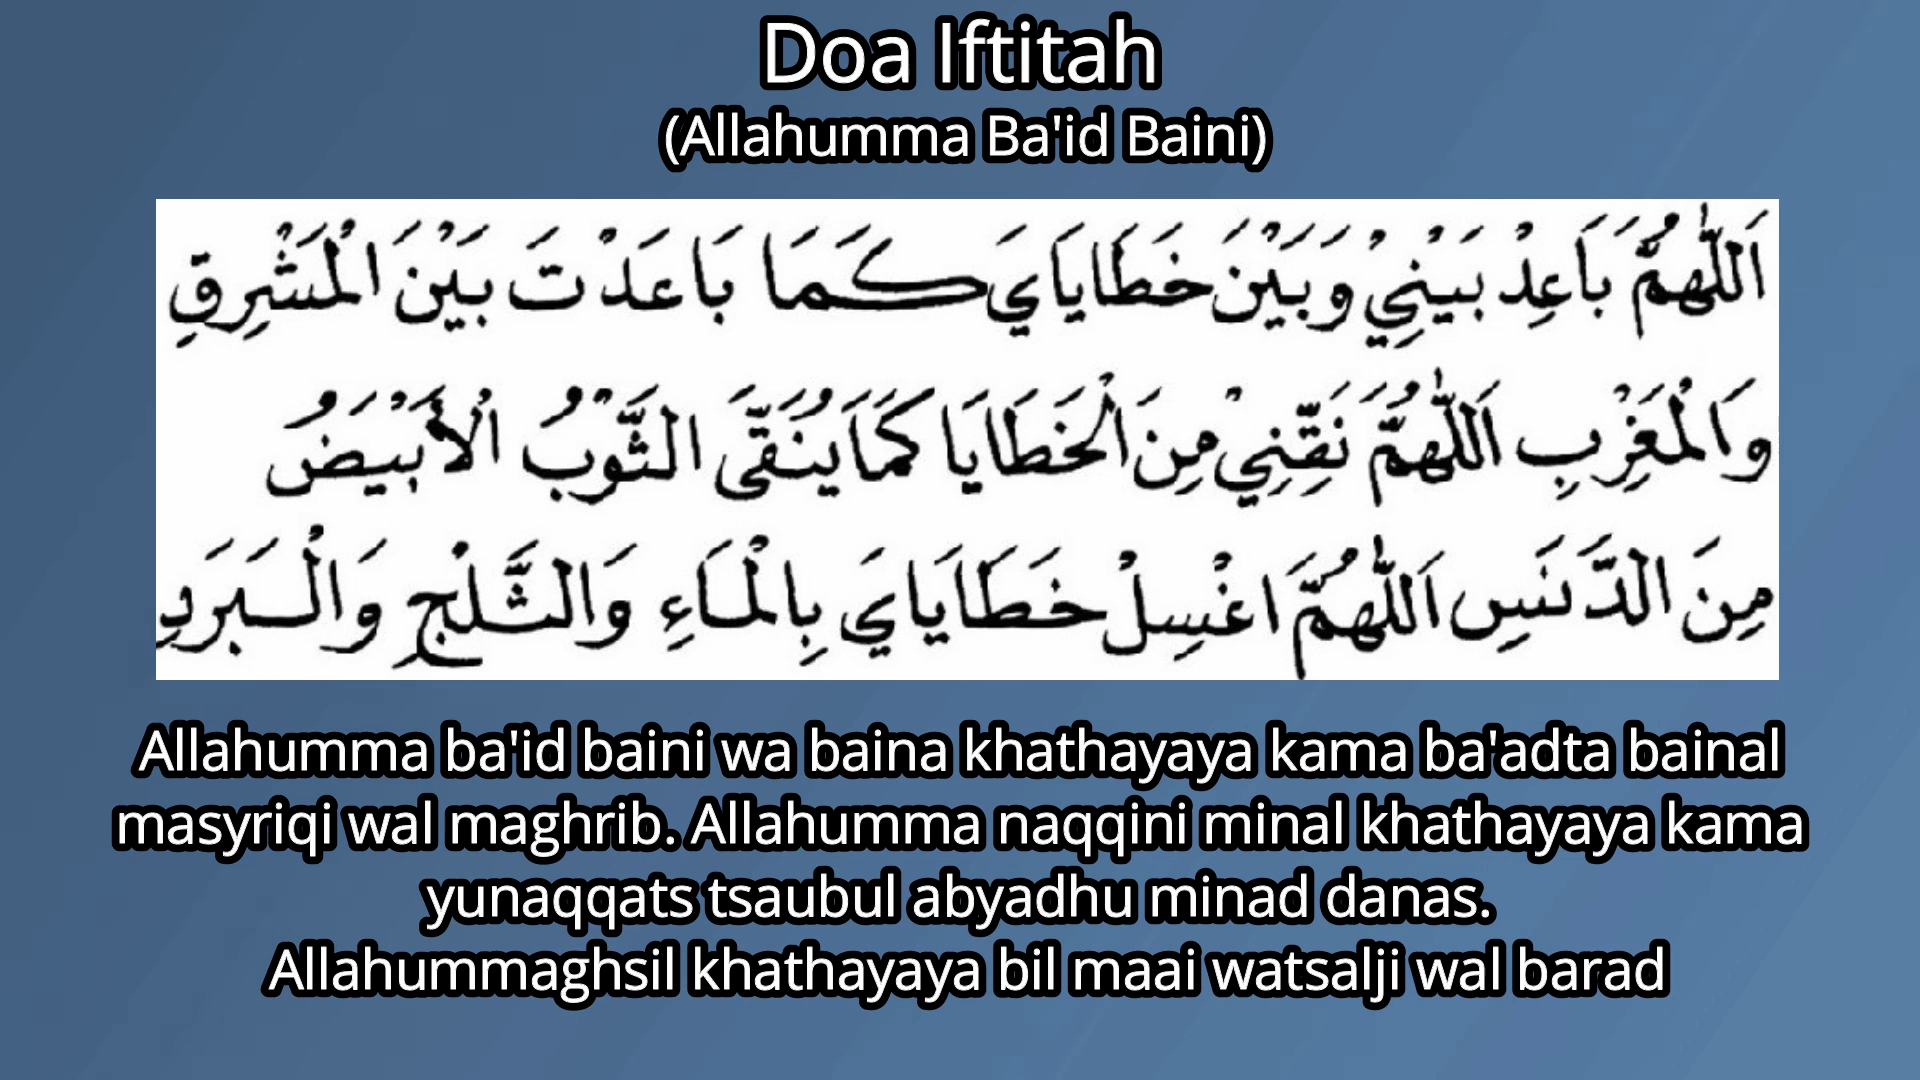 Doa Iftitah
(Allahumma Ba'id Baini)
اَللّٰهُمَّ بَاعِدْ بَيْنِيْ وَبَيْنَ خَطَايَايَ كَمَا بَاعَدْتَ بَيْنَ الْمَشْرِقِ
وَالْمَغْرِبِ اَللّٰهُمَّ نَقِّنِيْ مِنَ الْخَطَايَا كَمَا يُنَقَّى الثَّوْبُ الْأَبْيَضُ
مِنَ الدَّنَسِ اَللّٰهُمَّ اغْسِلْ خَطَايَايَ بِالْمَاءِ وَالثَّلْجِ وَالْبَرَدِ
Allahumma ba'id baini wa baina khathayaya kama ba'adta bainal
masyriqi wal maghrib. Allahumma naqqini minal khathayaya kama
yunaqqats tsaubul abyadhu minad danas.
Allahummaghsil khathayaya bil maai watsalji wal barad